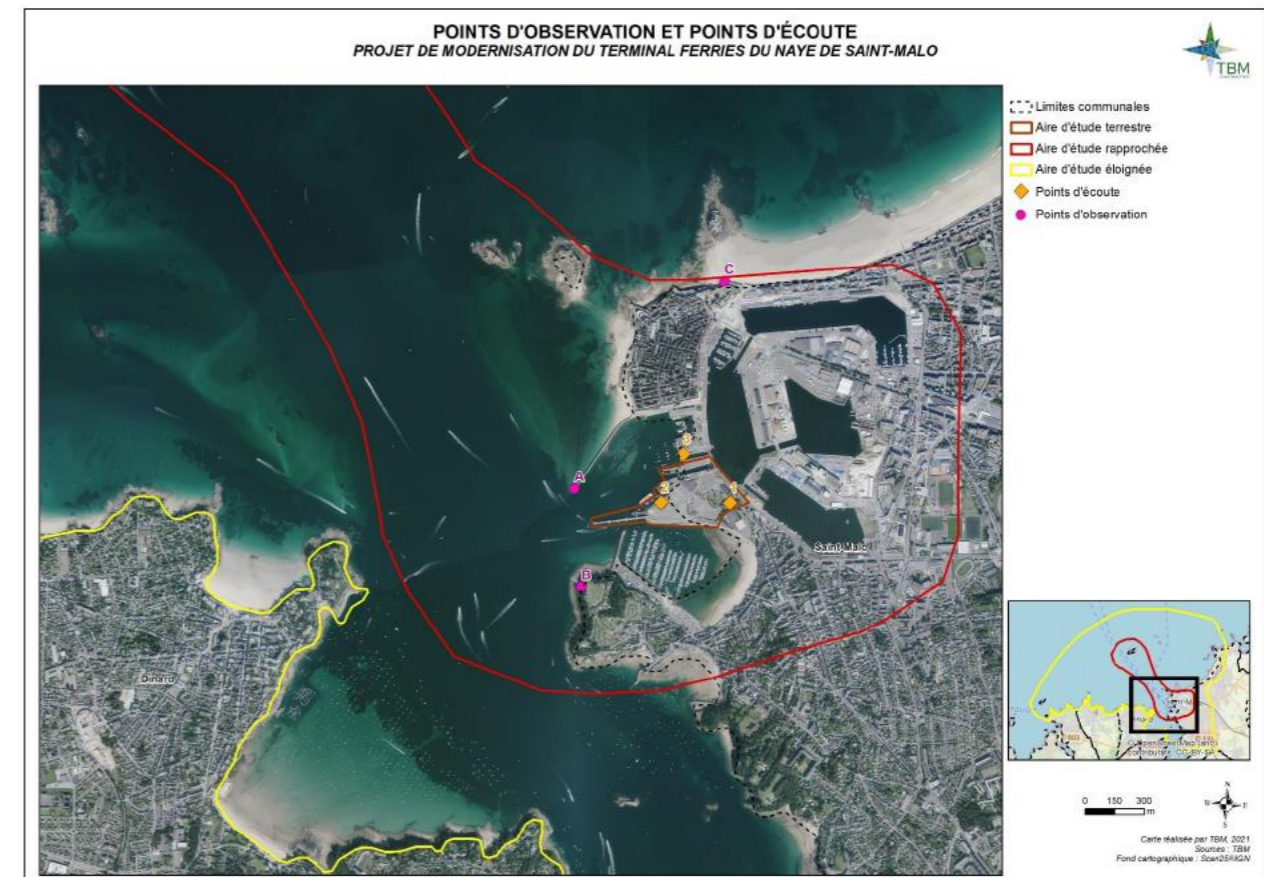 POINTS D'OBSERVATION ET POINTS D'ÉCOUTE
PROJET DE MODERNISATION DU TERMINAL FERRIES DU NAYE DE SAINT-MALO
TBM
Limites communales
Aire d'étude terrestre
Aire d'étude rapprochée
Aire d'étude éloignée
Points d'écoute
Points d'observation
C
3
A
2
1
Saint-Malo
B
Dinard
0 150 300
m
N
E
S
Carte réalisée par TBM, 2021
Sources : TBM
Fond cartographique : Scan25®IGN